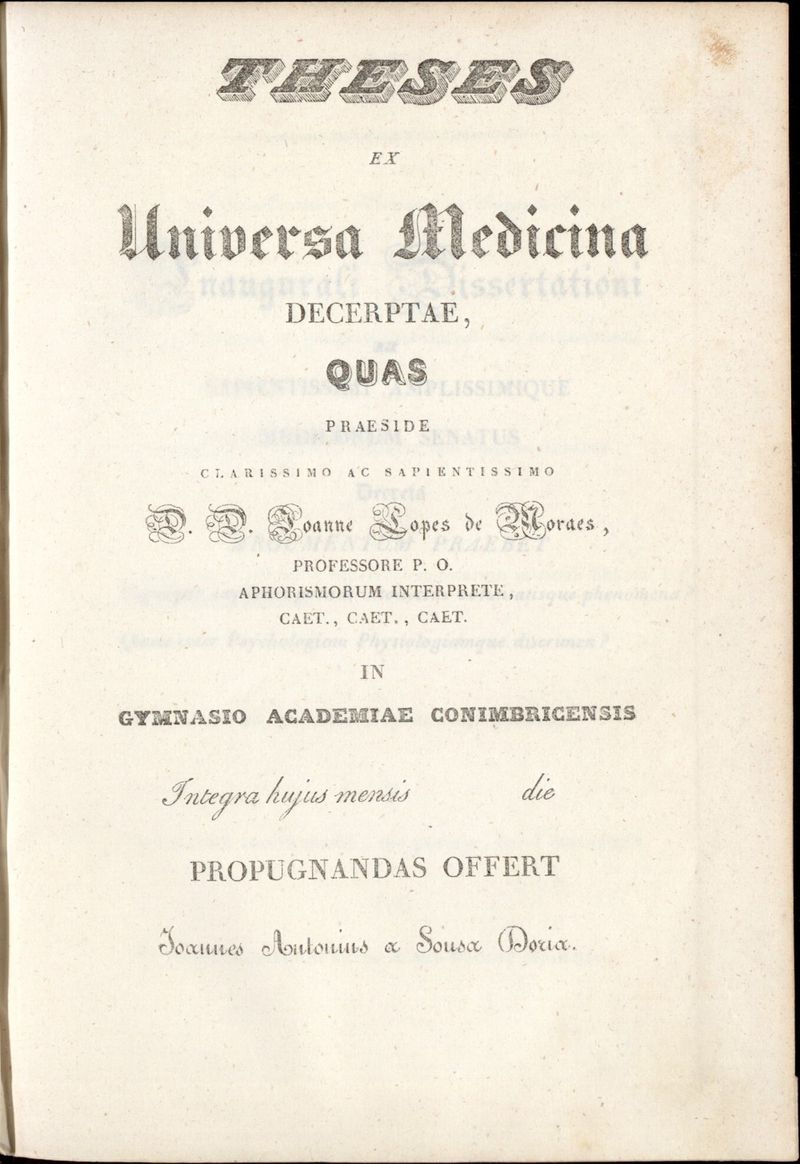 THESES
EX
Universa Medicina
DECERPTAE,
QUAS
PRAESIDE
CLARISSIMO AC SAPIENTISSIMO
D. D. Joanne Lopes de Moraes,
PROFESSORE P. O.
APHORISMORUM INTERPRETE,
CAET., CAET., CAET.
IN
GYMNASIO ACADEMIAE CONIMBRICENSIS
Integra hujus mensis die
PROPUGNANDAS OFFERT
Joannes Antonius a Sousa Doria.